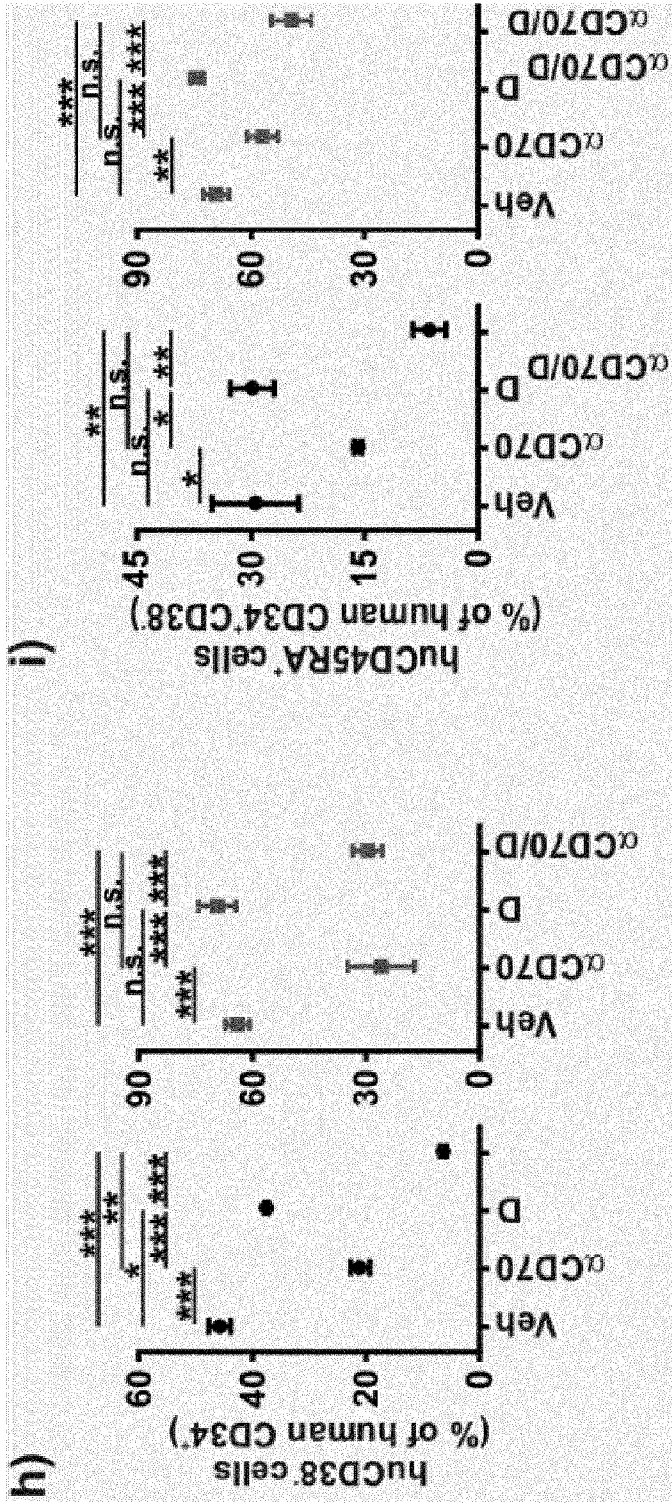 h)
huCD38⁻ cells
(% of human CD34⁺)
60
40
20
0
***
**
*
*** ***
***
Veh
αCD70
D
90
60
30
0
***
n.s.
n.s.
*** ***
***
Veh
αCD70
D
αCD70/D
i)
huCD45RA⁺ cells
(% of human CD34⁺CD38⁻)
45
30
15
0
**
n.s.
n.s.
* **
*
Veh
αCD70
D
αCD70/D
90
60
30
0
***
n.s.
n.s.
*** ***
**
Veh
αCD70
D
αCD70/D
αCD70/D